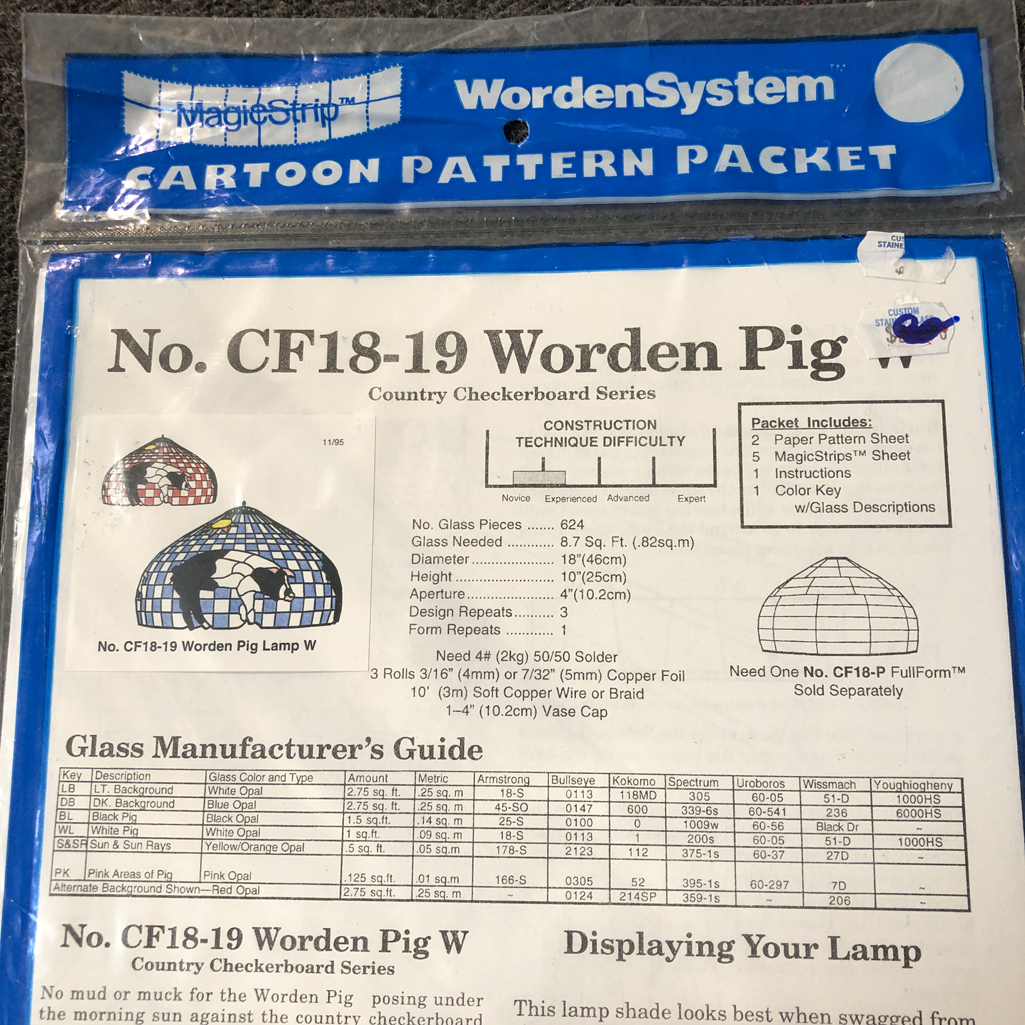 MagicStrip™
WordenSystem™
CARTOON PATTERN PACKET
CUS
STAINE
$
CUSTOM
No. CF18-19 Worden Pig W
Country Checkerboard Series
11/95
No. CF18-19 Worden Pig Lamp W
CONSTRUCTION
TECHNIQUE DIFFICULTY
Novice Experienced Advanced Expert
Packet Includes:
2 Paper Pattern Sheet
5 MagicStrips™ Sheet
1 Instructions
1 Color Key
w/Glass Descriptions
No. Glass Pieces ....... 624
Glass Needed ........... 8.7 Sq. Ft. (.82sq.m)
Diameter .................. 18"(46cm)
Height ..................... 10"(25cm)
Aperture ................... 4"(10.2cm)
Design Repeats ......... 3
Form Repeats ............ 1
Need 4# (2kg) 50/50 Solder
3 Rolls 3/16" (4mm) or 7/32" (5mm) Copper Foil
10' (3m) Soft Copper Wire or Braid
1–4" (10.2cm) Vase Cap
Need One No. CF18-P FullForm™
Sold Separately
Glass Manufacturer's Guide
Key Description Glass Color and Type Amount Metric Armstrong Bullseye Kokomo Spectrum Uroboros Wissmach Youghiogheny
LB LT. Background White Opal 2.75 sq. ft. .25 sq. m 18-S 0113 118MD 305 60-05 51-D 1000HS
DB DK. Background Blue Opal 2.75 sq. ft. .25 sq. m 45-SO 0147 600 339-6s 60-541 236 6000HS
BL Black Pig Black Opal 1.5 sq. ft. .14 sq. m 25-S 0100 0 1009w 60-56 Black Dr ~
WL White Pig White Opal 1 sq.ft. .09 sq. m 18-S 0113 1 200s 60-05 51-D 1000HS
S&SR Sun & Sun Rays Yellow/Orange Opal .5 sq. ft. .05 sq.m 178-S 2123 112 375-1s 60-37 27D ~
PK Pink Areas of Pig Pink Opal .125 sq.ft. .01 sq. m 166-S 0305 52 395-1s 60-297 7D ~
Alternate Background Shown—Red Opal 2.75 sq. ft. .25 sq. m ~ 0124 214SP 359-1s ~ 206 ~
No. CF18-19 Worden Pig W
Country Checkerboard Series
No mud or muck for the Worden Pig posing under
the morning sun against the country checkerboard
Displaying Your Lamp
This lamp shade looks best when swagged from